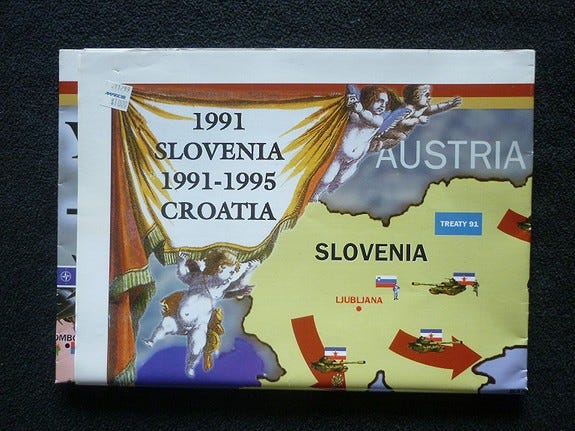 1991
SLOVENIA
1991-1995
CROATIA
AUSTRIA
TREATY 91
SLOVENIA
LJUBLJANA